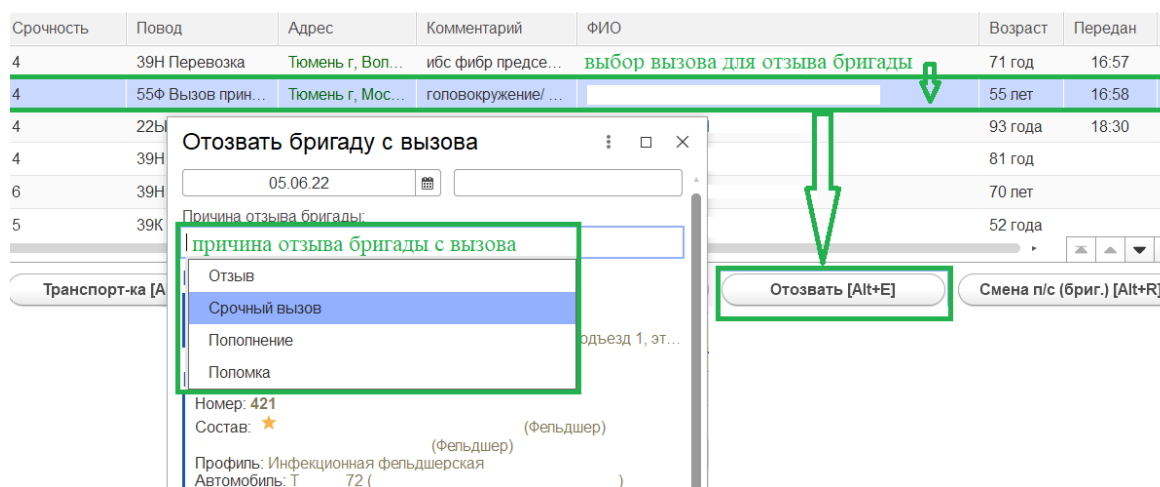 Срочность Повод Адрес Комментарий ФИО Возраст Передан
4 39Н Перевозка Тюмень г, Вол... ибс фибр предсе... выбор вызова для отзыва бригады 71 год 16:57
4 55Ф Вызов прин... Тюмень г, Мос... головокружение/ ... 55 лет 16:58
4 22Ы 93 года 18:30
Отозвать бригаду с вызова
4 39Н 81 год
6 39Н 05.06.22 70 лет
Причина отзыва бригады:
5 39К 52 года
причина отзыва бригады с вызова
Отзыв
Транспорт-ка [A Отозвать [Alt+E] Смена п/с (бриг.) [Alt+R]
Срочный вызов
Пополнение одъезд 1, эт...
Поломка
Номер: 421
Состав: (Фельдшер)
(Фельдшер)
Профиль: Инфекционная фельдшерская
Автомобиль: Т 72 ( )